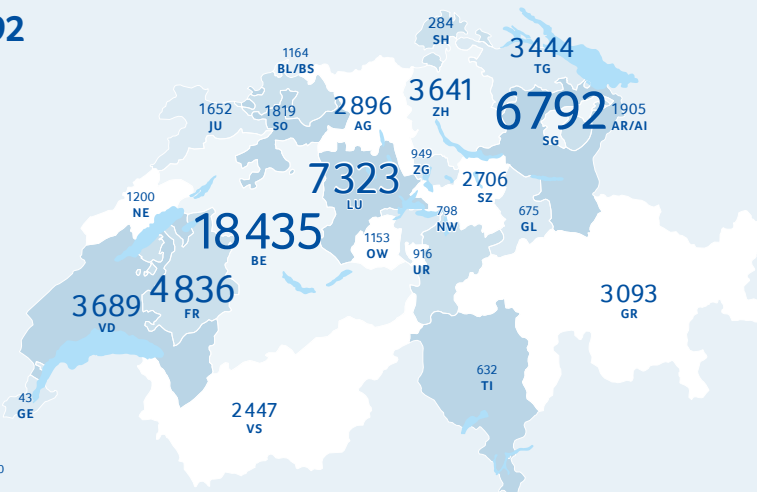 92
284
SH
3444
TG
1164
BL/BS
3641
ZH
6792
SG
1905
AR/AI
1652
JU
1819
SO
2896
AG
949
ZG
7323
LU
2706
SZ
1200
NE
798
NW
675
GL
18435
BE
1153
OW
916
UR
4836
FR
3689
VD
3093
GR
632
TI
43
GE
2447
VS
0